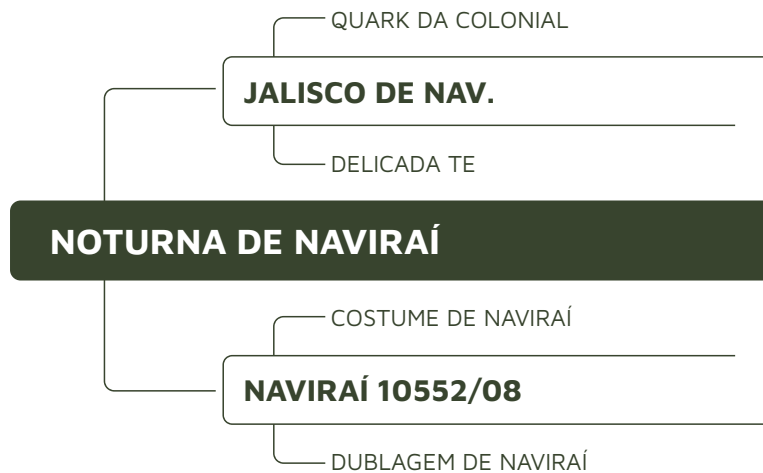 QUARK DA COLONIAL
JALISCO DE NAV.
DELICADA TE
NOTURNA DE NAVIRAÍ
COSTUME DE NAVIRAÍ
NAVIRAÍ 10552/08
DUBLAGEM DE NAVIRAÍ